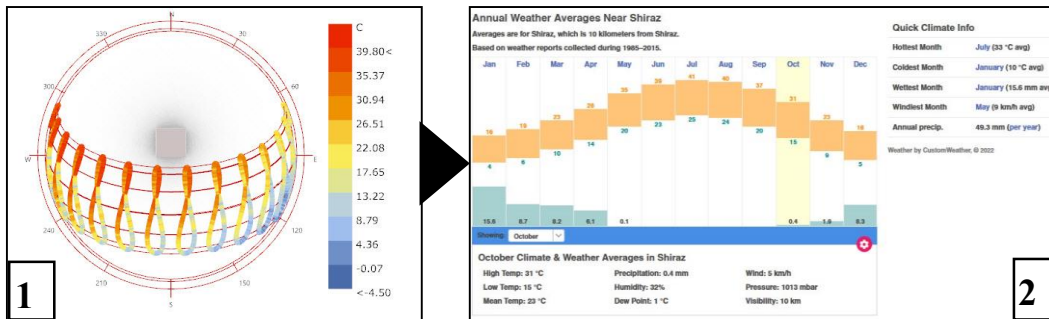 N
30
60
E
120
150
S
210
240
W
300
330
C
39.80<
35.37
30.94
26.51
22.08
17.65
13.22
8.79
4.36
-0.07
<-4.50
1
Annual Weather Averages Near Shiraz
Averages are for Shiraz, which is 10 kilometers from Shiraz.
Based on weather reports collected during 1985–2015.
Jan Feb Mar Apr May Jun Jul Aug Sep Oct Nov Dec
16 19 23 28 35 39 41 40 37 31 23 18
4 6 10 14 20 23 25 24 20 15 9 5
15.6 8.7 8.2 6.1 0.1 0.4 1.8 8.3
Showing: October
October Climate & Weather Averages in Shiraz
High Temp: 31 °C Precipitation: 0.4 mm Wind: 5 km/h
Low Temp: 15 °C Humidity: 32% Pressure: 1013 mbar
Mean Temp: 23 °C Dew Point: 1 °C Visibility: 10 km
Quick Climate Info
Hottest Month July (33 °C avg)
Coldest Month January (10 °C avg)
Wettest Month January (15.6 mm avg
Windiest Month May (9 km/h avg)
Annual precip. 49.3 mm (per year)
Weather by CustomWeather, © 2022
2